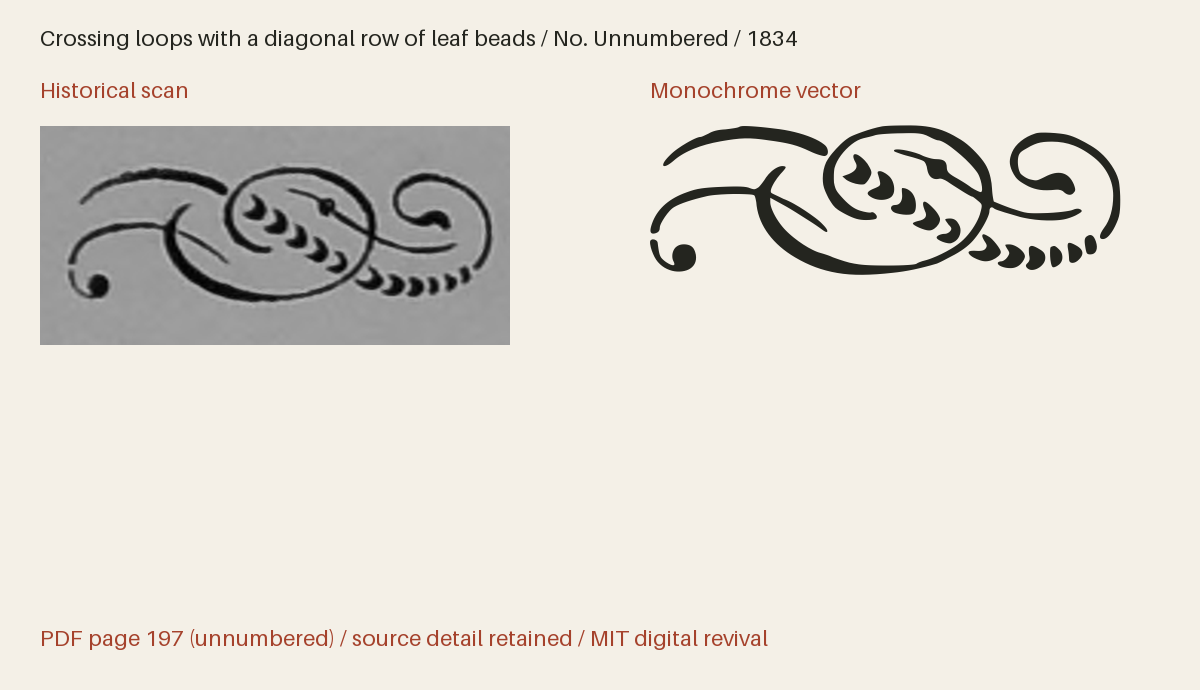 Crossing loops with a diagonal row of leaf beads / No. Unnumbered / 1834
Historical scan
Monochrome vector
PDF page 197 (unnumbered) / source detail retained / MIT digital revival